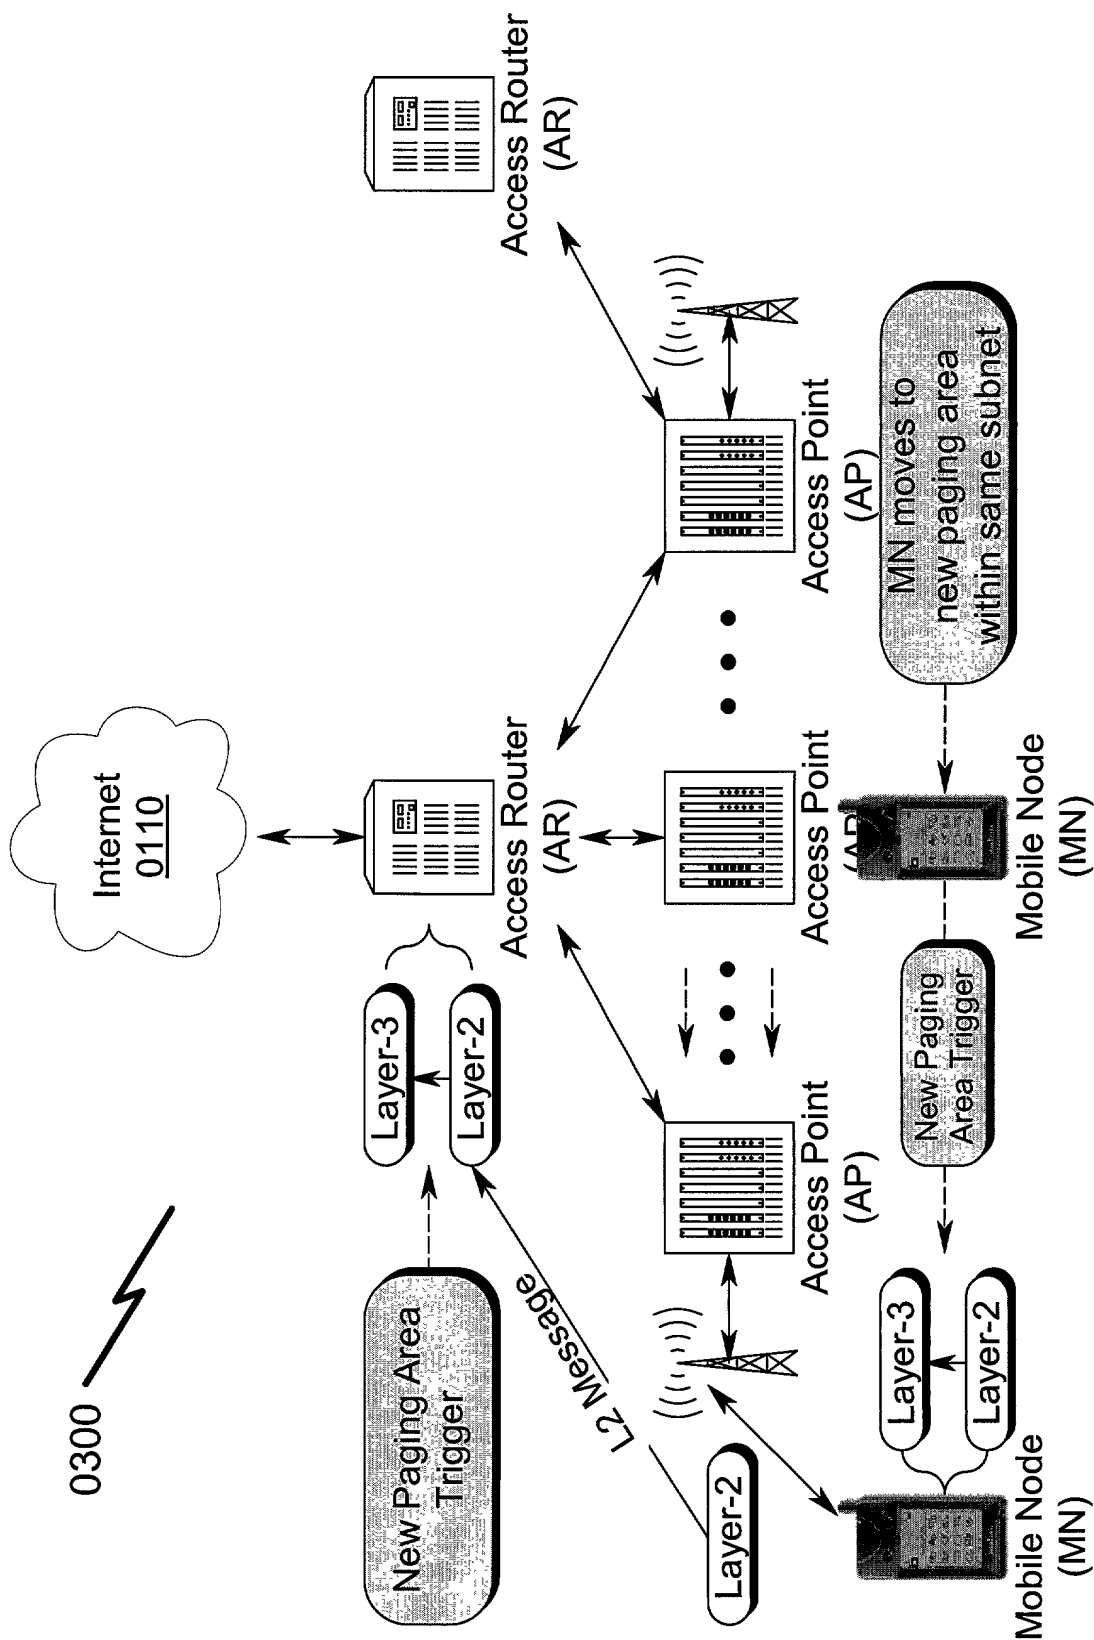 0300
Internet
0110
New Paging Area
Trigger
Layer-3
Layer-2
Access Router
(AR)
Access Router
(AR)
L2 Message
Layer-2
Access Point
(AP)
Access Point
Access Point
(AP)
Layer-3
Layer-2
New Paging
Area Trigger
MN moves to
new paging area
within same subnet
Mobile Node
(MN)
Mobile Node
(MN)